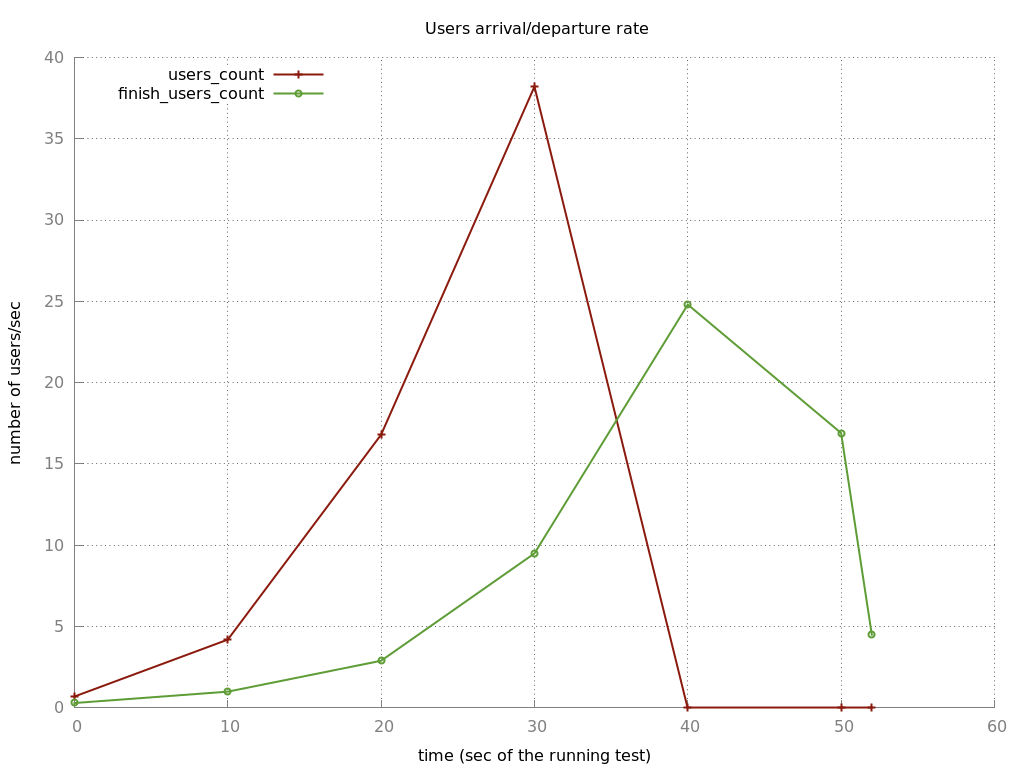 Users arrival/departure rate
40
users_count
finish_users_count
35
30
25
20
15
10
5
0
number of users/sec
0 10 20 30 40 50 60
time (sec of the running test)